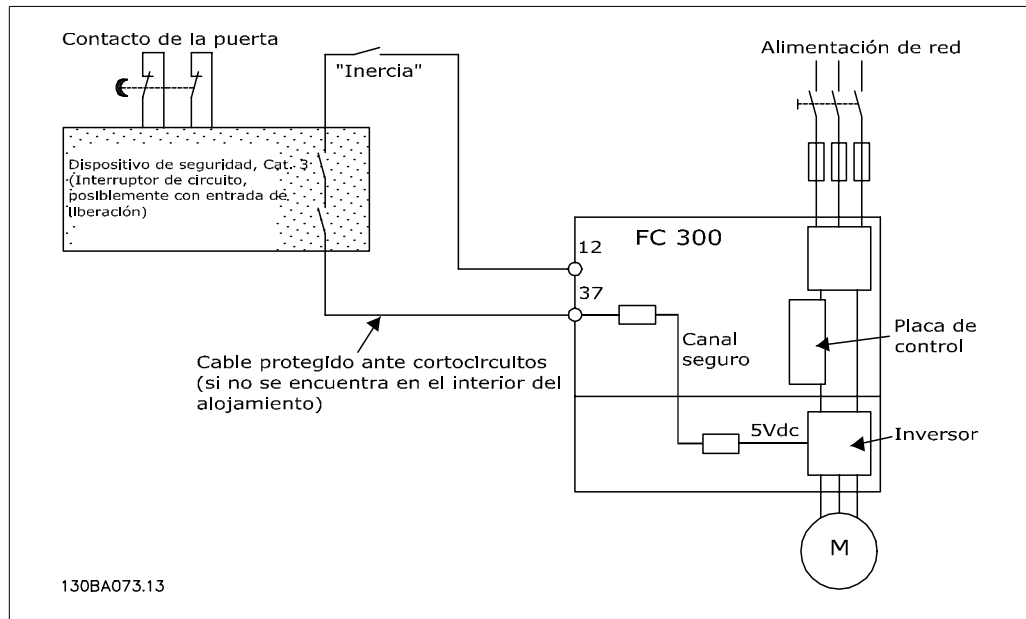 Contacto de la puerta
"Inercia"
Alimentación de red
Dispositivo de seguridad, Cat. 3
(Interruptor de circuito,
posiblemente con entrada de
liberación)
FC 300
12
37
Canal
seguro
Placa de
control
Cable protegido ante cortocircuitos
(si no se encuentra en el interior del
alojamiento)
5Vdc
Inversor
M
130BA073.13